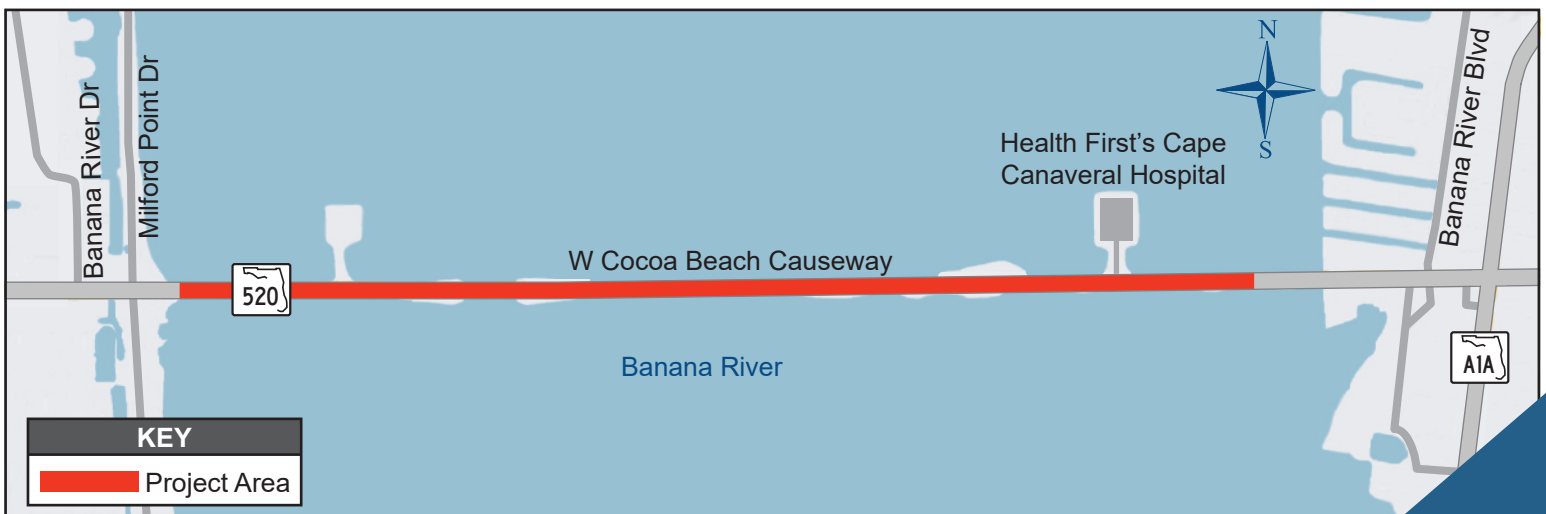 N
S
Banana River Dr
Milford Point Dr
Banana River Blvd
Health First's Cape
Canaveral Hospital
W Cocoa Beach Causeway
520
Banana River
A1A
KEY
Project Area